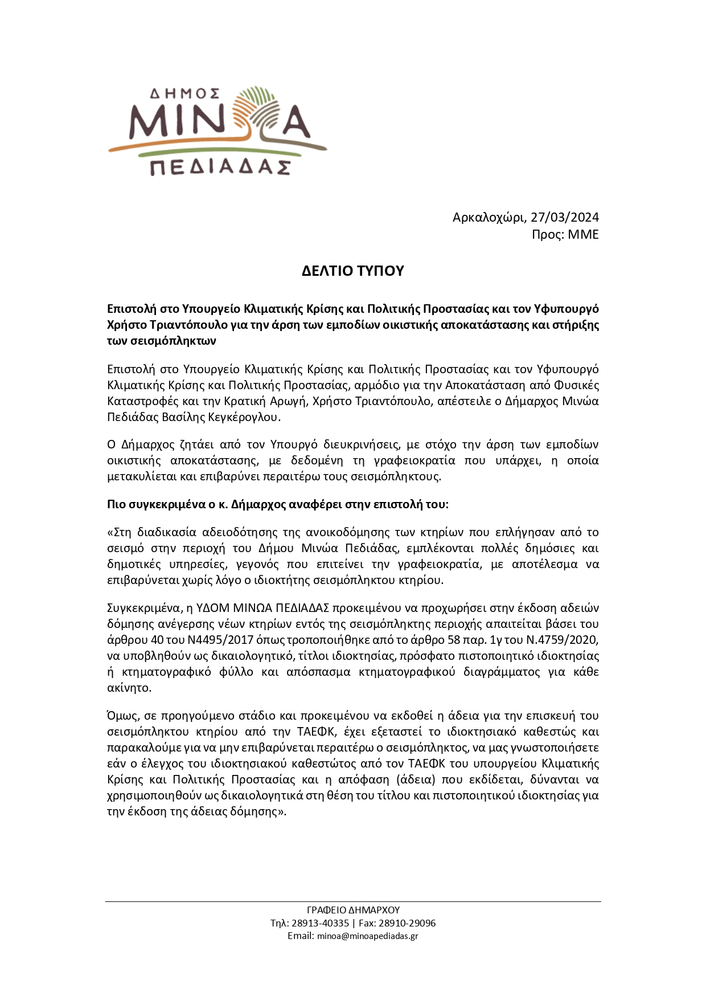 ΔΗΜΟΣ
ΜΙΝΩΑ
ΠΕΔΙΑΔΑΣ
Αρκαλοχώρι, 27/03/2024
Προς: ΜΜΕ
ΔΕΛΤΙΟ ΤΥΠΟΥ
Επιστολή στο Υπουργείο Κλιματικής Κρίσης και Πολιτικής Προστασίας και τον Υφυπουργό
Χρήστο Τριαντόπουλο για την άρση των εμποδίων οικιστικής αποκατάστασης και στήριξης
των σεισμόπληκτων
Επιστολή στο Υπουργείο Κλιματικής Κρίσης και Πολιτικής Προστασίας και τον Υφυπουργό
Κλιματικής Κρίσης και Πολιτικής Προστασίας, αρμόδιο για την Αποκατάσταση από Φυσικές
Καταστροφές και την Κρατική Αρωγή, Χρήστο Τριαντόπουλο, απέστειλε ο Δήμαρχος Μινώα
Πεδιάδας Βασίλης Κεγκέρογλου.
Ο Δήμαρχος ζητάει από τον Υπουργό διευκρινήσεις, με στόχο την άρση των εμποδίων
οικιστικής αποκατάστασης, με δεδομένη τη γραφειοκρατία που υπάρχει, η οποία
μετακυλίεται και επιβαρύνει περαιτέρω τους σεισμόπληκτους.
Πιο συγκεκριμένα ο κ. Δήμαρχος αναφέρει στην επιστολή του:
«Στη διαδικασία αδειοδότησης της ανοικοδόμησης των κτηρίων που επλήγησαν από το
σεισμό στην περιοχή του Δήμου Μινώα Πεδιάδας, εμπλέκονται πολλές δημόσιες και
δημοτικές υπηρεσίες, γεγονός που επιτείνει την γραφειοκρατία, με αποτέλεσμα να
επιβαρύνεται χωρίς λόγο ο ιδιοκτήτης σεισμόπληκτου κτηρίου.
Συγκεκριμένα, η ΥΔΟΜ ΜΙΝΩΑ ΠΕΔΙΑΔΑΣ προκειμένου να προχωρήσει στην έκδοση αδειών
δόμησης ανέγερσης νέων κτηρίων εντός της σεισμόπληκτης περιοχής απαιτείται βάσει του
άρθρου 40 του Ν4495/2017 όπως τροποποιήθηκε από το άρθρο 58 παρ. 1γ του Ν.4759/2020,
να υποβληθούν ως δικαιολογητικό, τίτλοι ιδιοκτησίας, πρόσφατο πιστοποιητικό ιδιοκτησίας
ή κτηματογραφικό φύλλο και απόσπασμα κτηματογραφικού διαγράμματος για κάθε
ακίνητο.
Όμως, σε προηγούμενο στάδιο και προκειμένου να εκδοθεί η άδεια για την επισκευή του
σεισμόπληκτου κτηρίου από την ΤΑΕΦΚ, έχει εξεταστεί το ιδιοκτησιακό καθεστώς και
παρακαλούμε για να μην επιβαρύνεται περαιτέρω ο σεισμόπληκτος, να μας γνωστοποιήσετε
εάν ο έλεγχος του ιδιοκτησιακού καθεστώτος από τον ΤΑΕΦΚ του υπουργείου Κλιματικής
Κρίσης και Πολιτικής Προστασίας και η απόφαση (άδεια) που εκδίδεται, δύνανται να
χρησιμοποιηθούν ως δικαιολογητικά στη θέση του τίτλου και πιστοποιητικού ιδιοκτησίας για
την έκδοση της άδειας δόμησης».
ΓΡΑΦΕΙΟ ΔΗΜΑΡΧΟΥ
Τηλ: 28913-40335 | Fax: 28910-29096
Email: minoa@minoapediadas.gr